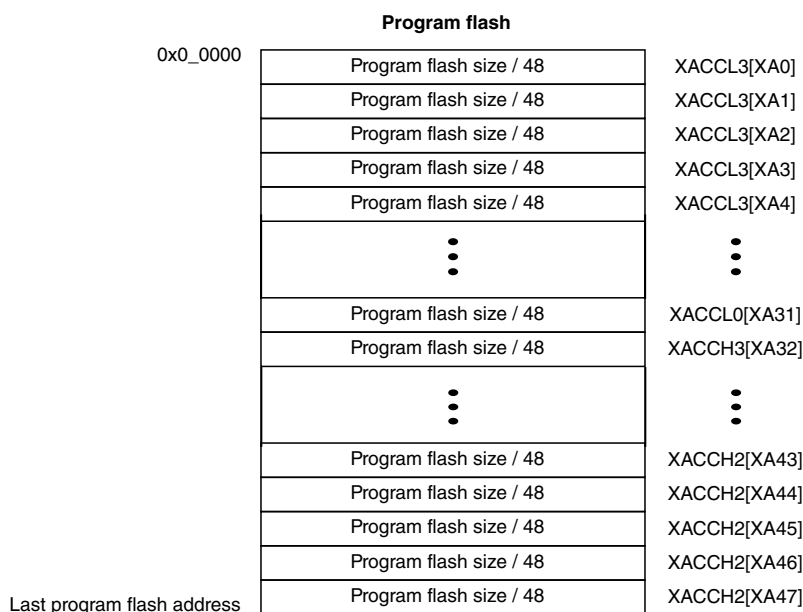 Program flash
0x0_0000
Program flash size / 48 XACCL3[XA0]
Program flash size / 48 XACCL3[XA1]
Program flash size / 48 XACCL3[XA2]
Program flash size / 48 XACCL3[XA3]
Program flash size / 48 XACCL3[XA4]
Program flash size / 48 XACCL0[XA31]
Program flash size / 48 XACCH3[XA32]
Program flash size / 48 XACCH2[XA43]
Program flash size / 48 XACCH2[XA44]
Program flash size / 48 XACCH2[XA45]
Program flash size / 48 XACCH2[XA46]
Program flash size / 48 XACCH2[XA47]
Last program flash address